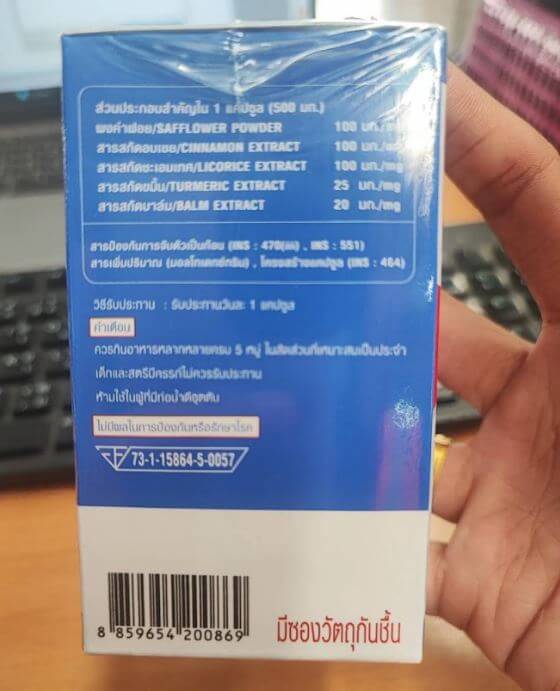 ส่วนประกอบสำคัญใน 1 แคปซูล (500 มก.)
ผงคำฝอย/SAFFLOWER POWDER 100 มก./mg
สารสกัดอบเชย/CINNAMON EXTRACT 100 มก./mg
สารสกัดชะเอมเทศ/LICORICE EXTRACT 100 มก./mg
สารสกัดขมิ้น/TURMERIC EXTRACT 25 มก./mg
สารสกัดบาล์ม/BALM EXTRACT 20 มก./mg
สารป้องกันการจับตัวเป็นก้อน (INS : 470(iii) , INS : 551)
สารเพิ่มปริมาณ (มอลโทเดกซ์ทริน) , โครงสร้างแคปซูล (INS : 464)
วิธีรับประทาน : รับประทานวันละ 1 แคปซูล
คำเตือน
ควรกินอาหารหลากหลายครบ 5 หมู่ ในสัดส่วนที่เหมาะสมเป็นประจำ
เด็กและสตรีมีครรภ์ไม่ควรรับประทาน
ห้ามใช้ในผู้ที่มีท่อน้ำดีอุดตัน
ไม่มีผลในการป้องกันหรือรักษาโรค
73-1-15864-5-0057
8 859654 200869
มีซองวัตถุกันชื้น